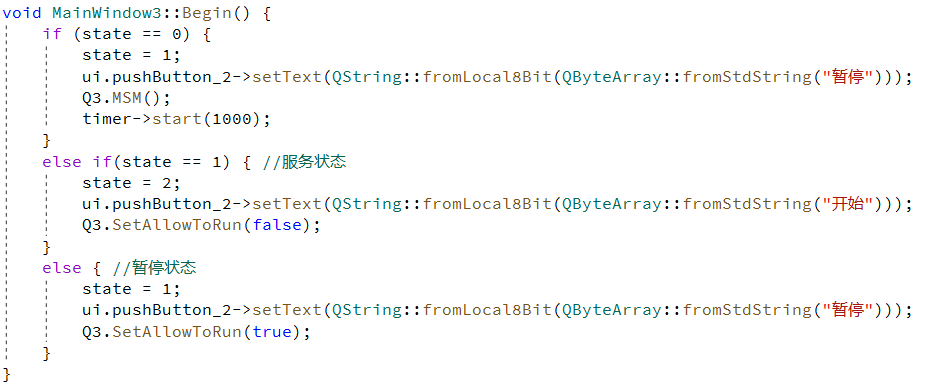 void MainWindow3::Begin() {
    if (state == 0) {
        state = 1;
        ui.pushButton_2->setText(QString::fromLocal8Bit(QByteArray::fromStdString("暂停")));
        Q3.MSM();
        timer->start(1000);
    }
    else if(state == 1) { //服务状态
        state = 2;
        ui.pushButton_2->setText(QString::fromLocal8Bit(QByteArray::fromStdString("开始")));
        Q3.SetAllowToRun(false);
    }
    else { //暂停状态
        state = 1;
        ui.pushButton_2->setText(QString::fromLocal8Bit(QByteArray::fromStdString("暂停")));
        Q3.SetAllowToRun(true);
    }
}